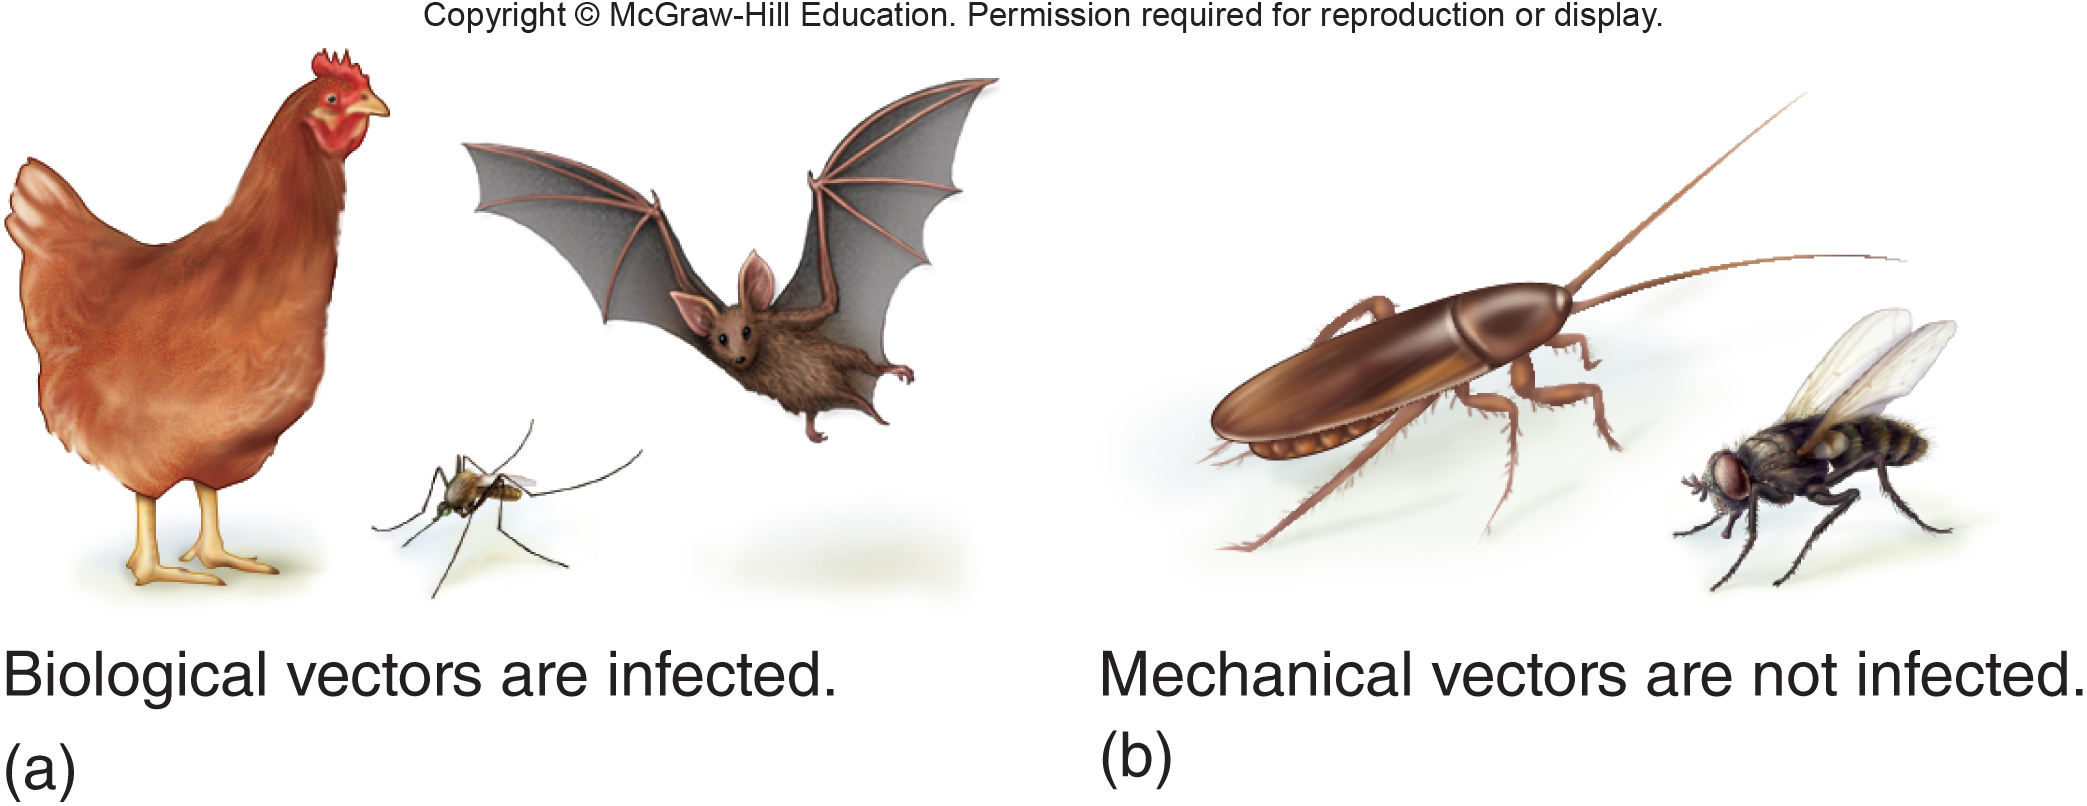 Copyright © McGraw-Hill Education. Permission required for reproduction or display.
Biological vectors are infected.
(a)
Mechanical vectors are not infected.
(b)